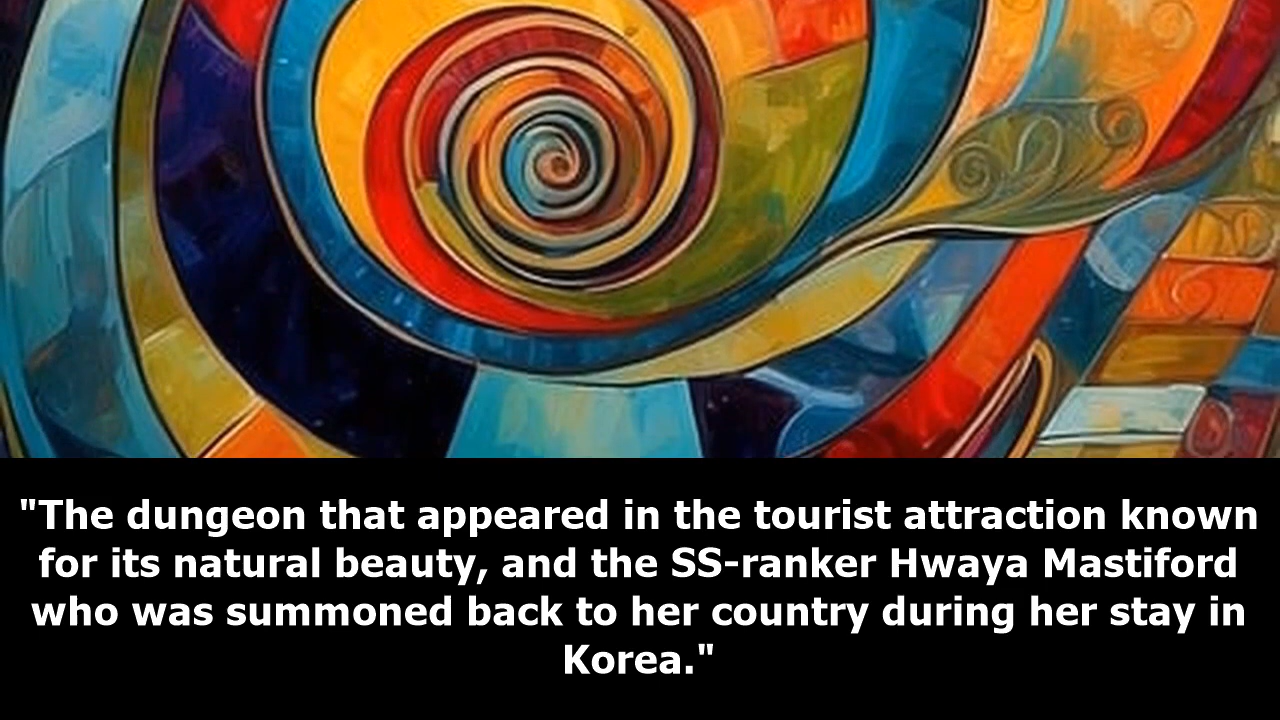 "The dungeon that appeared in the tourist attraction known
for its natural beauty, and the SS-ranker Hwaya Mastiford
who was summoned back to her country during her stay in
Korea."